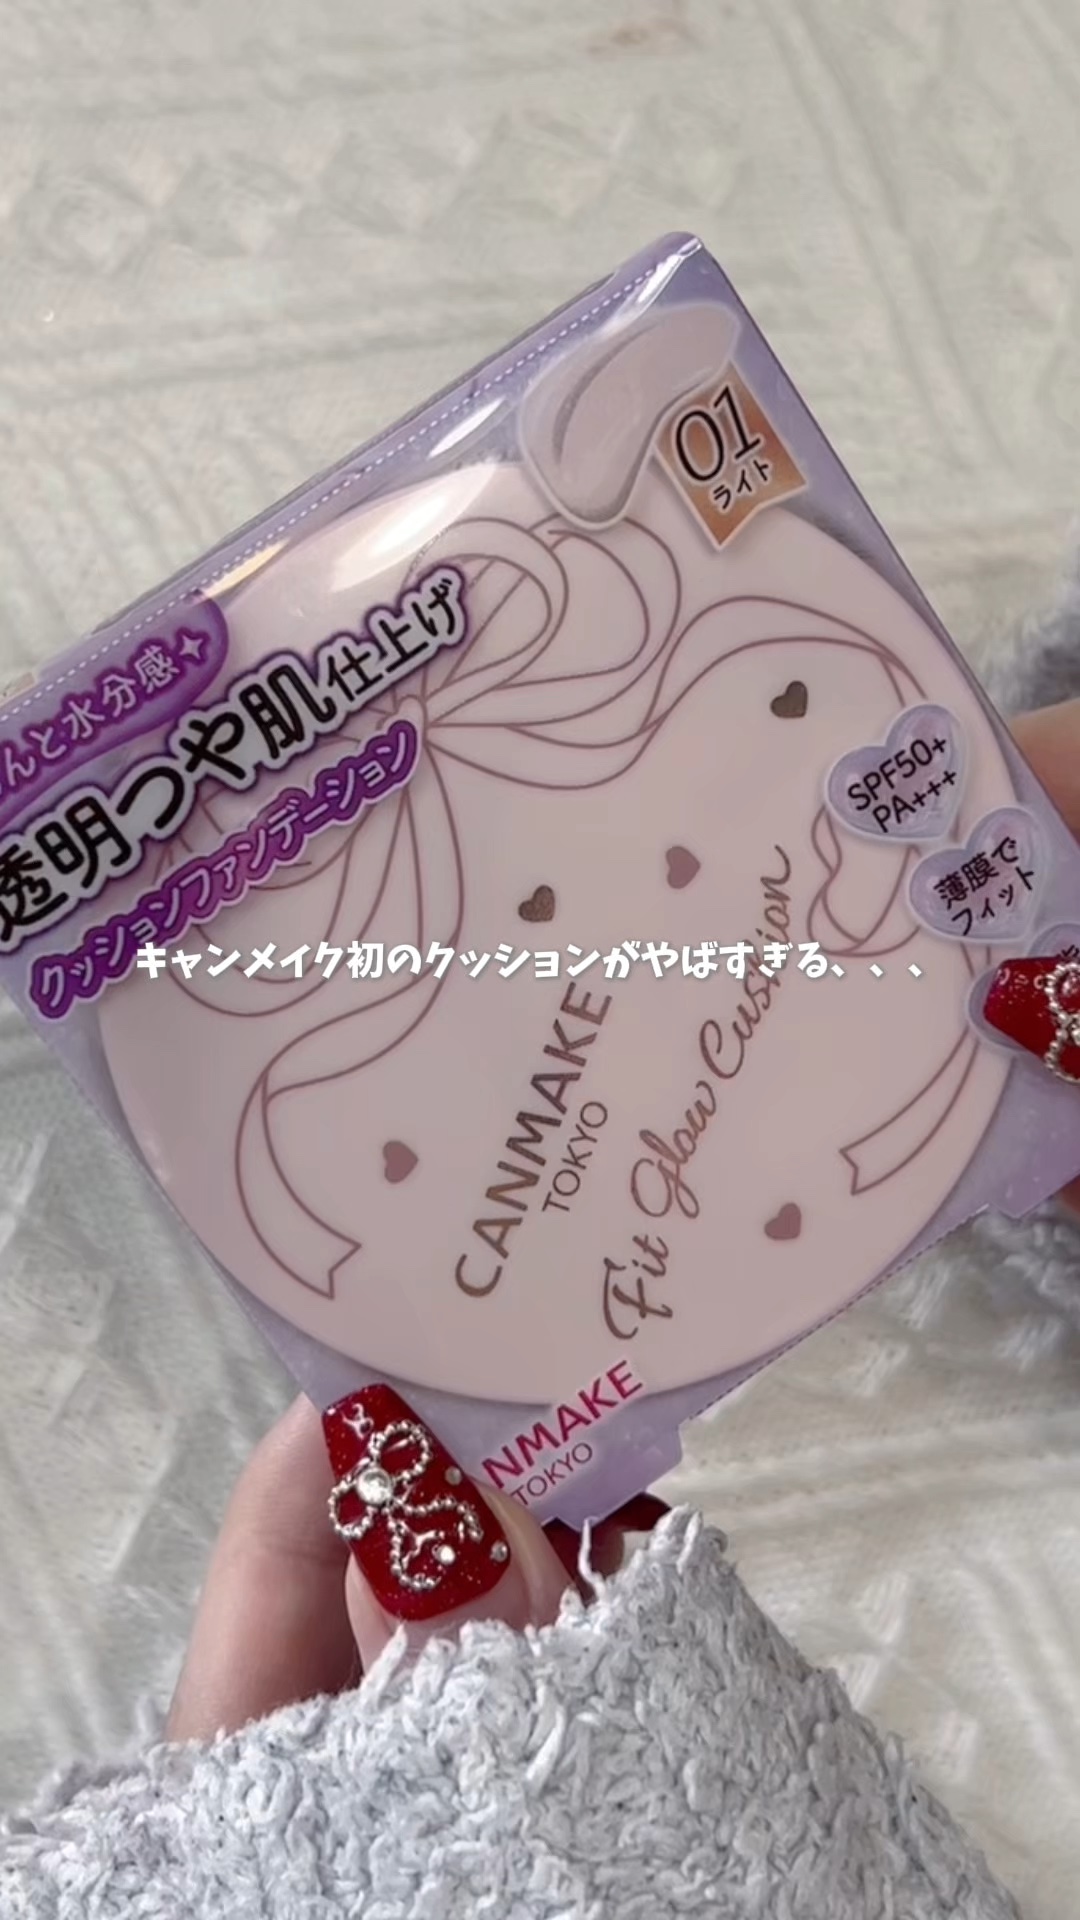 01
ライト
んと水分感
透明つや肌仕上げ
クッションファンデーション
SPF50+
PA+++
薄膜で
フィット
キャンメイク初のクッションがやばすぎる、、、
CANMAKE
TOKYO
Fit Glow Cushion
NMAKE
TOKYO